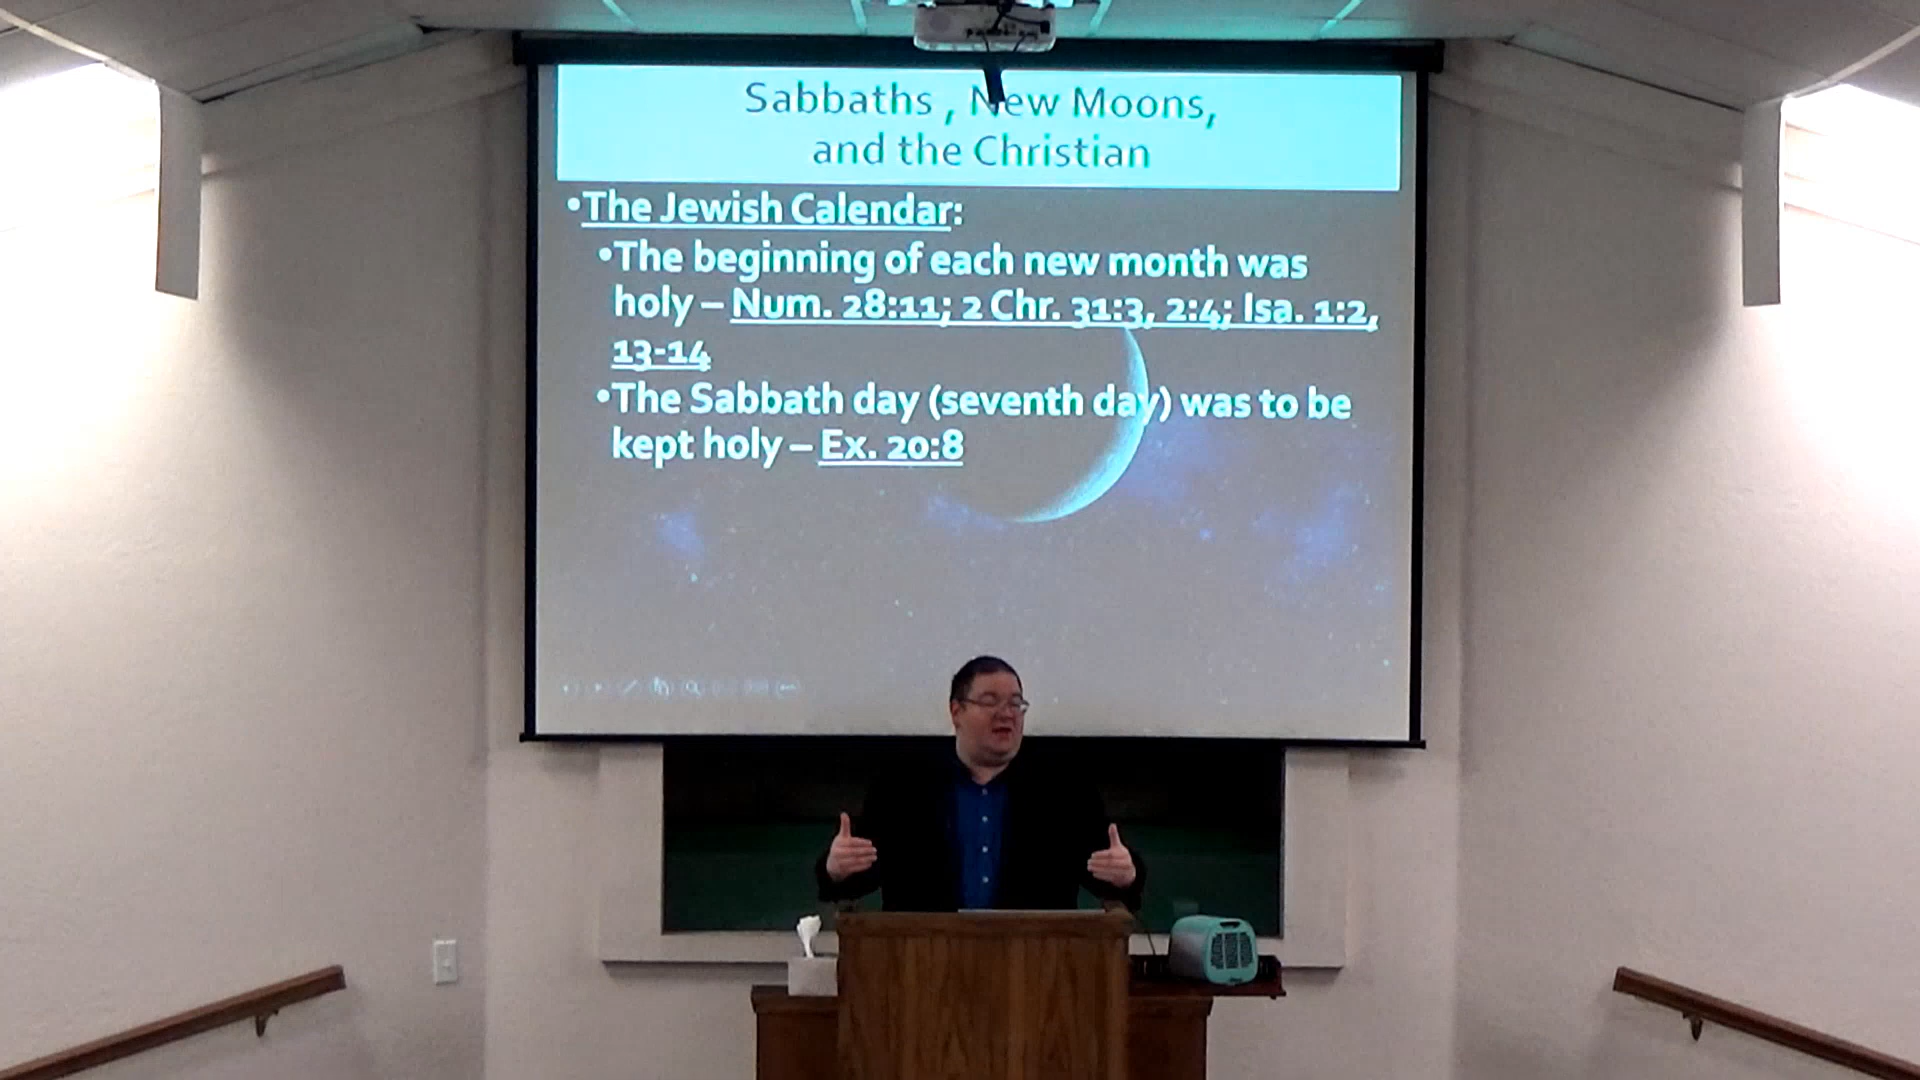 Sabbaths , New Moons,
and the Christian
•The Jewish Calendar:
•The beginning of each new month was
holy – Num. 28:11; 2 Chr. 31:3, 2:4; Isa. 1:2,
13-14
•The Sabbath day (seventh day) was to be
kept holy – Ex. 20:8